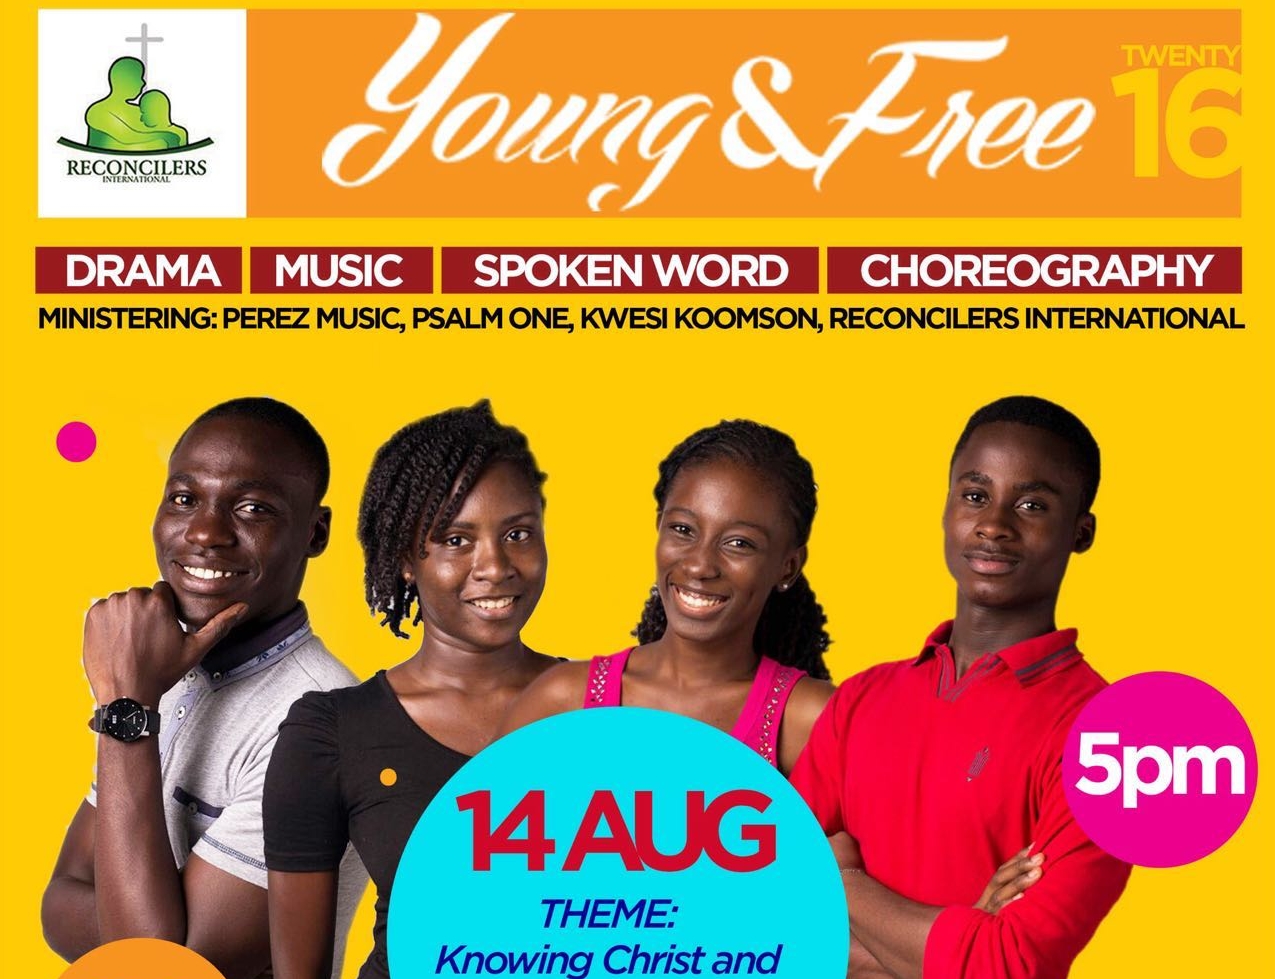 RECONCILERS
INTERNATIONAL
Young & Free
TWENTY
16
DRAMA
MUSIC
SPOKEN WORD
CHOREOGRAPHY
MINISTERING: PEREZ MUSIC, PSALM ONE, KWESI KOOMSON, RECONCILERS INTERNATIONAL
5pm
14 AUG
THEME:
Knowing Christ and